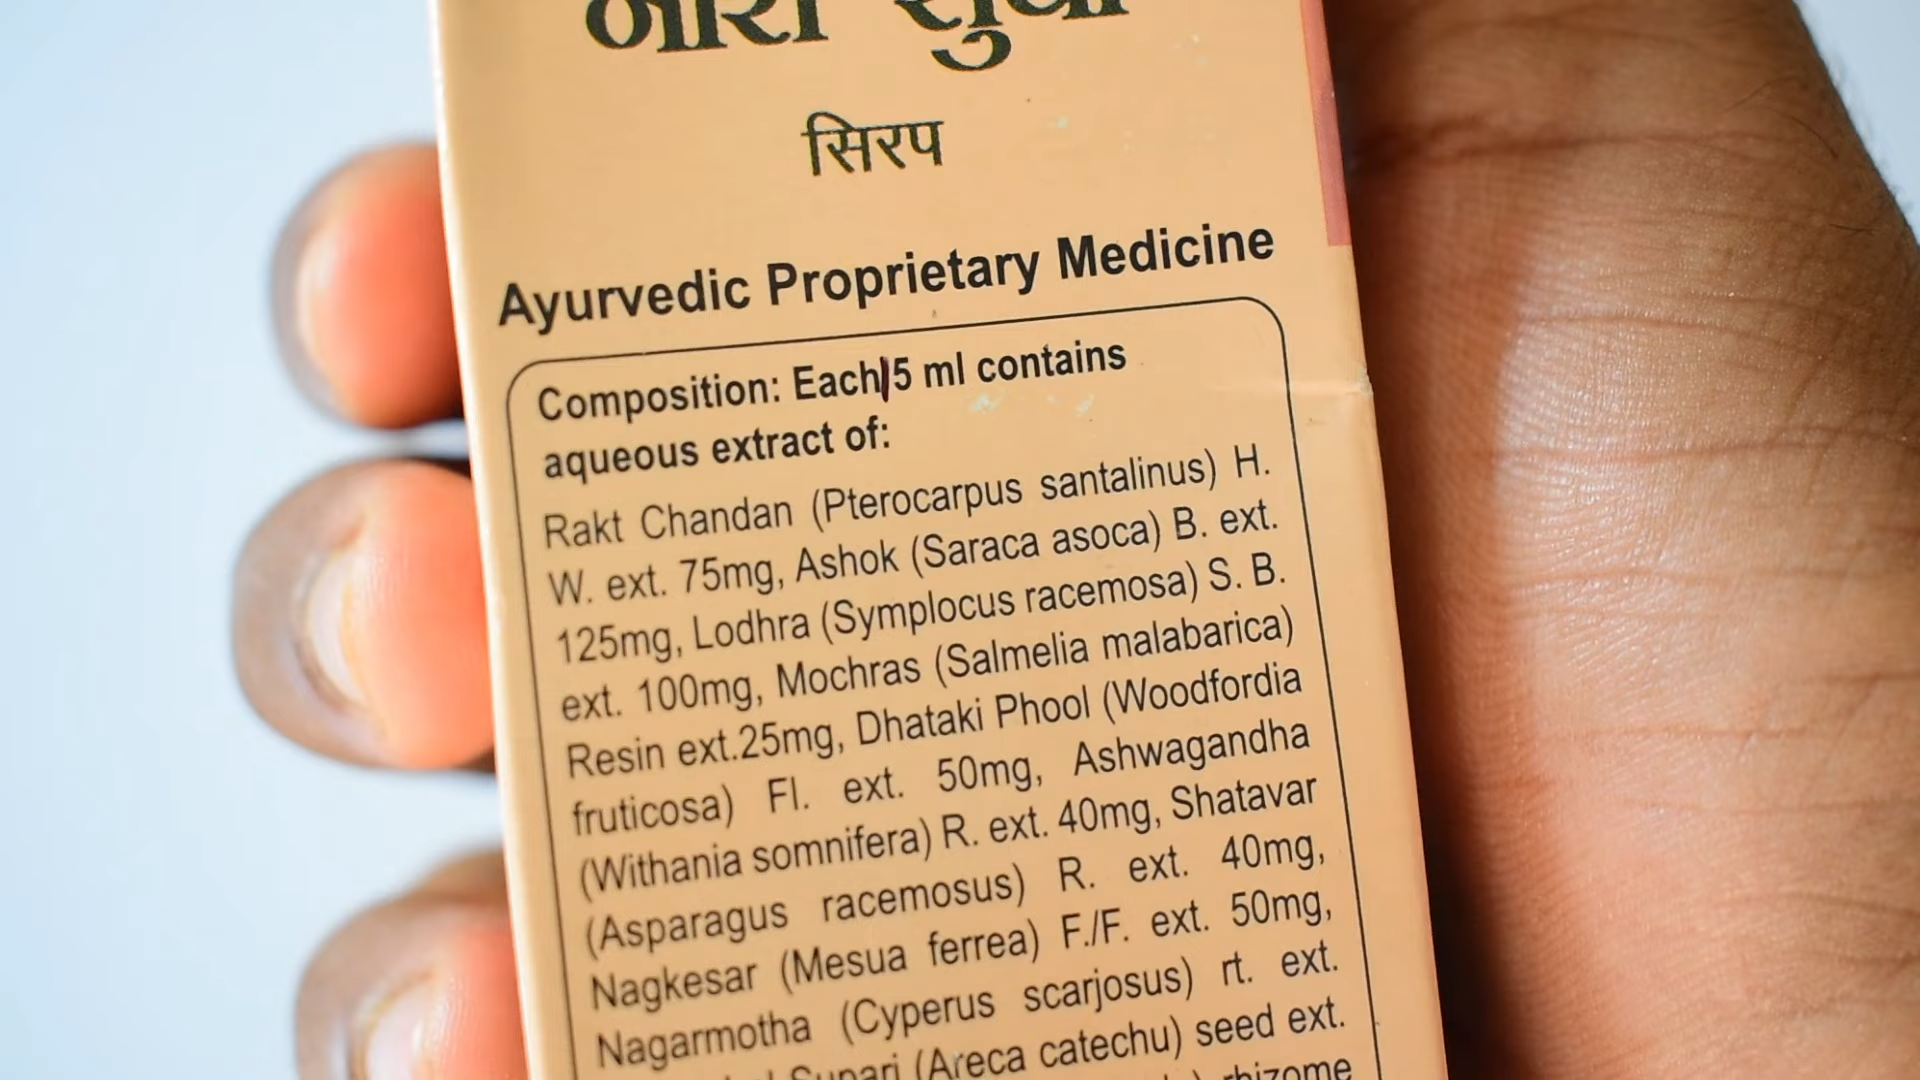 नारी सुधा
सिरप
Ayurvedic Proprietary Medicine
Composition: Each 15 ml contains
aqueous extract of:
Rakt Chandan (Pterocarpus santalinus) H.
W. ext. 75mg, Ashok (Saraca asoca) B. ext.
125mg, Lodhra (Symplocus racemosa) S. B.
ext. 100mg, Mochras (Salmelia malabarica)
Resin ext.25mg, Dhataki Phool (Woodfordia
fruticosa) Fl. ext. 50mg, Ashwagandha
(Withania somnifera) R. ext. 40mg, Shatavar
(Asparagus racemosus) R. ext. 40mg,
Nagkesar (Mesua ferrea) F./F. ext. 50mg,
Nagarmotha (Cyperus scarjosus) rt. ext.
Supari (Areca catechu) seed ext.
rhizome